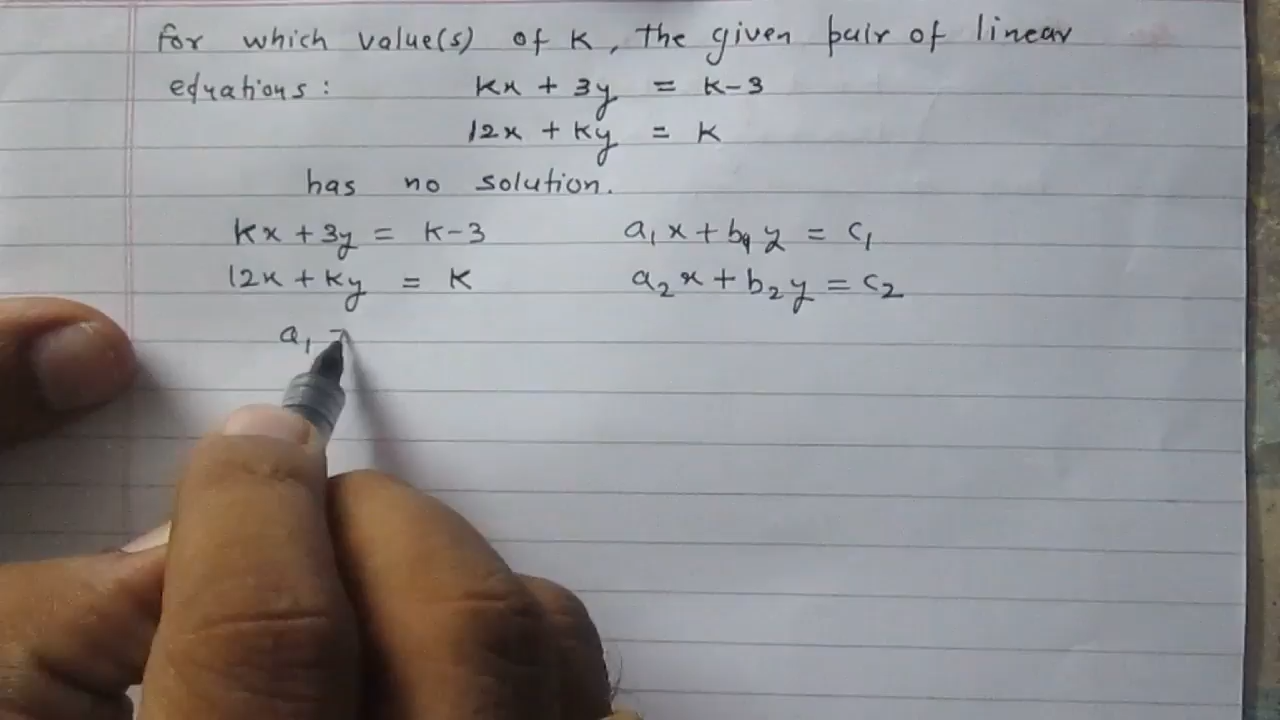 for which value(s) of K, the given pair of linear
equations: Kx + 3y = K-3
12x + Ky = K
has no solution.
Kx + 3y = K-3 a₁x + b₁y = c₁
12x + Ky = K a₂x + b₂y = c₂
a₁